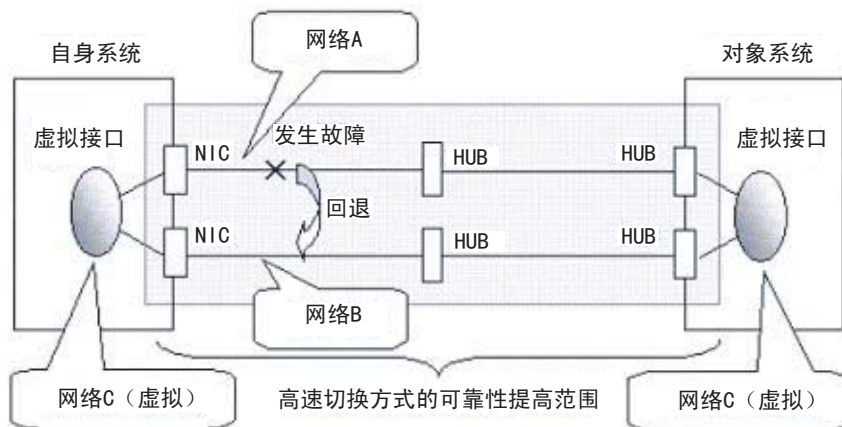 网络A
自身系统
对象系统
虚拟接口
NIC
发生故障
HUB
HUB
虚拟接口
回退
NIC
HUB
HUB
网络B
网络C（虚拟）
高速切换方式的可靠性提高范围
网络C（虚拟）